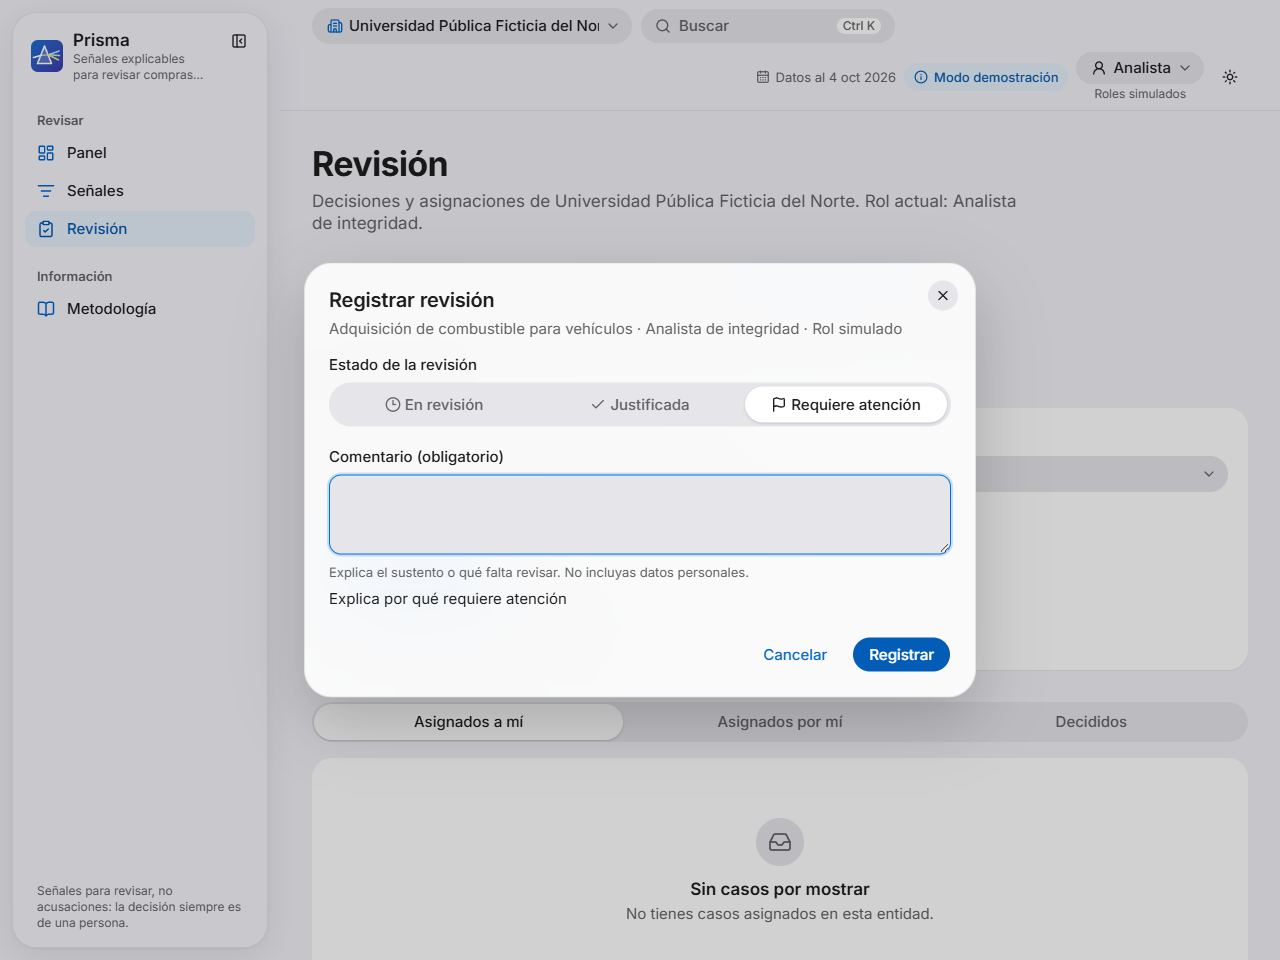 Prisma
Señales explicables
para revisar compras...
Revisar
Panel
Señales
Revisión
Información
Metodología
Señales para revisar, no
acusaciones: la decisión siempre es
de una persona.
Universidad Pública Ficticia del No
Buscar
Ctrl K
Datos al 4 oct 2026
Modo demostración
Analista
Roles simulados
Revisión
Decisiones y asignaciones de Universidad Pública Ficticia del Norte. Rol actual: Analista
de integridad.
Registrar revisión
Adquisición de combustible para vehículos · Analista de integridad · Rol simulado
Estado de la revisión
En revisión
Justificada
Requiere atención
Comentario (obligatorio)
Explica el sustento o qué falta revisar. No incluyas datos personales.
Explica por qué requiere atención
Cancelar
Registrar
Asignados a mí
Asignados por mí
Decididos
Sin casos por mostrar
No tienes casos asignados en esta entidad.